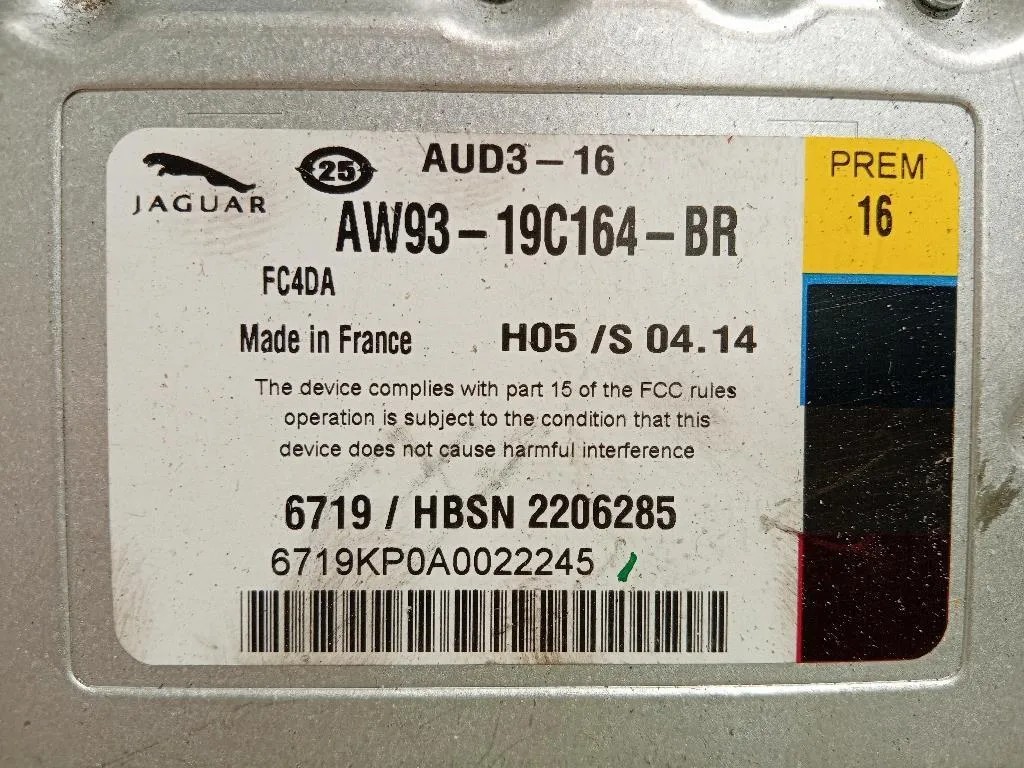 JAGUAR
25
AUD3-16
PREM
16
AW93-19C164-BR
FC4DA
Made in France H05 /S 04.14
The device complies with part 15 of the FCC rules
operation is subject to the condition that this
device does not cause harmful interference
6719 / HBSN 2206285
6719KP0A0022245